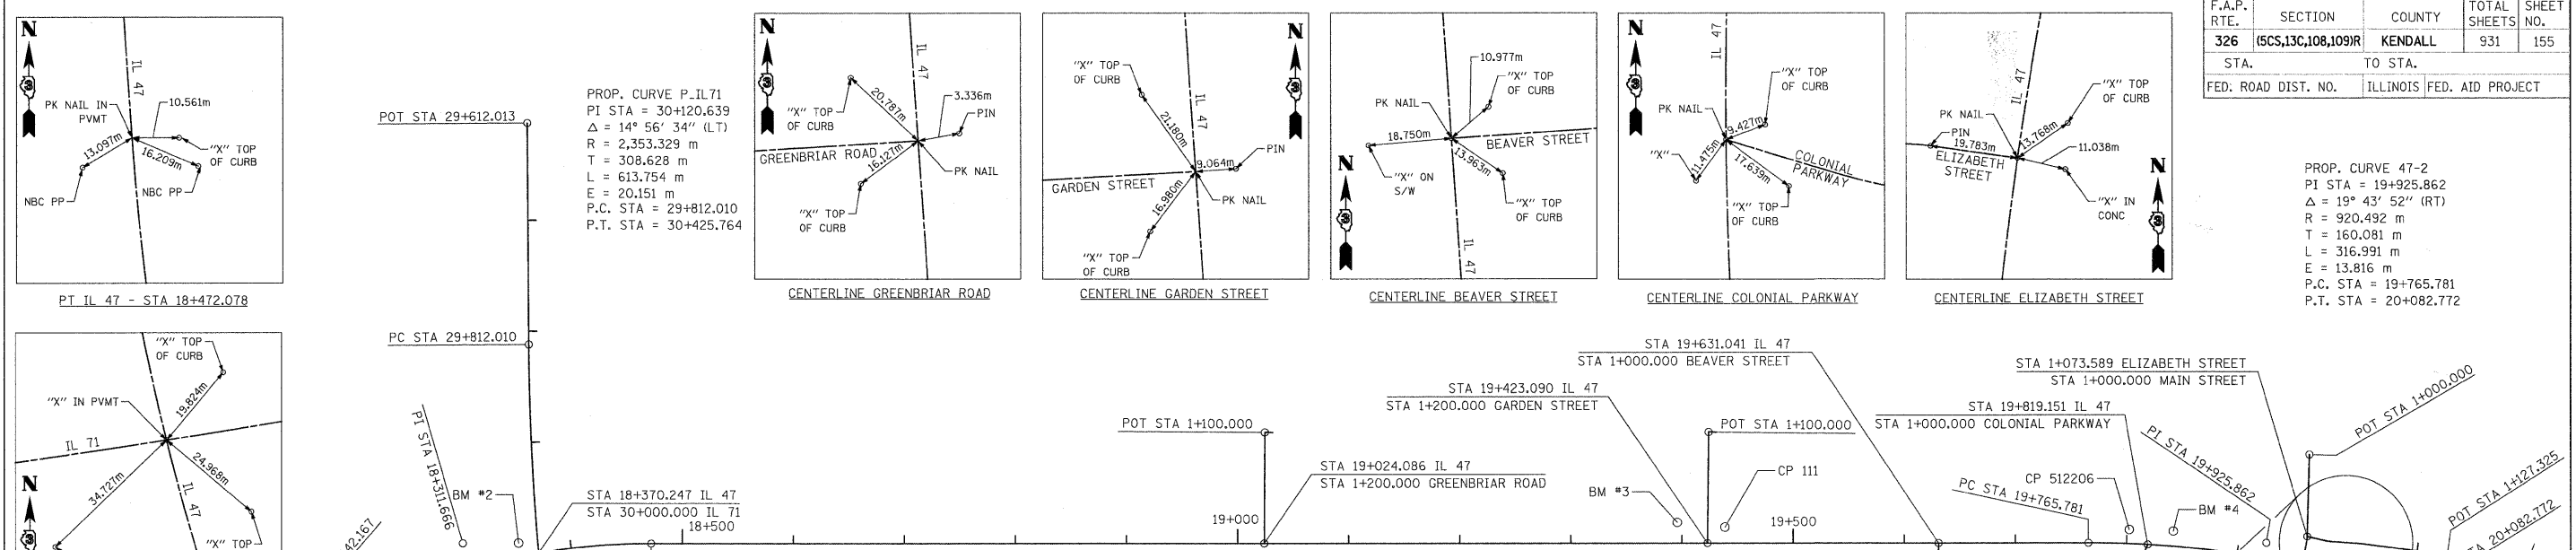 N
IL 47
PK NAIL IN
PVMT
10.561m
13.097m
16.209m
"X" TOP
OF CURB
NBC PP
NBC PP
PT IL 47 - STA 18+472.078
POT STA 29+612.013
PROP. CURVE P_IL71
PI STA = 30+120.639
Δ = 14° 56' 34" (LT)
R = 2,353.329 m
T = 308.628 m
L = 613.754 m
E = 20.151 m
P.C. STA = 29+812.010
P.T. STA = 30+425.764
N
IL 47
20.787m
3.336m
PIN
"X" TOP
OF CURB
GREENBRIAR ROAD
16.127m
PK NAIL
"X" TOP
OF CURB
CENTERLINE GREENBRIAR ROAD
N
"X" TOP
OF CURB
IL 47
21.180m
9.064m
PIN
GARDEN STREET
16.980m
PK NAIL
"X" TOP
OF CURB
CENTERLINE GARDEN STREET
10.977m
"X" TOP
OF CURB
PK NAIL
18.750m
BEAVER STREET
13.963m
"X" ON
S/W
"X" TOP
OF CURB
N
IL 47
CENTERLINE BEAVER STREET
N
IL 47
"X" TOP
OF CURB
PK NAIL
9.427m
"X"
11.475m
17.639m
COLONIAL
PARKWAY
"X" TOP
OF CURB
CENTERLINE COLONIAL PARKWAY
IL 47
"X" TOP
OF CURB
PK NAIL
PIN
19.783m
13.768m
ELIZABETH
STREET
11.038m
"X" IN
CONC
N
CENTERLINE ELIZABETH STREET
F.A.P.
RTE.
SECTION
COUNTY
TOTAL
SHEETS
SHEET
NO.
326
(5CS,13C,108,109)R
KENDALL
931
155
STA.
TO STA.
FED. ROAD DIST. NO.
ILLINOIS
FED. AID PROJECT
PROP. CURVE 47-2
PI STA = 19+925.862
Δ = 19° 43' 52" (RT)
R = 920.492 m
T = 160.081 m
L = 316.991 m
E = 13.816 m
P.C. STA = 19+765.781
P.T. STA = 20+082.772
"X" TOP
OF CURB
19.824m
"X" IN PVMT
IL 71
24.968m
34.727m
IL 47
N
"X" TOP
PC STA 29+812.010
PI STA 18+311.666
BM #2
STA 18+370.247 IL 47
STA 30+000.000 IL 71
18+500
42.167
POT STA 1+100.000
STA 19+024.086 IL 47
STA 1+200.000 GREENBRIAR ROAD
19+000
STA 19+631.041 IL 47
STA 1+000.000 BEAVER STREET
STA 19+423.090 IL 47
STA 1+200.000 GARDEN STREET
POT STA 1+100.000
CP 111
BM #3
19+500
STA 1+073.589 ELIZABETH STREET
STA 1+000.000 MAIN STREET
STA 19+819.151 IL 47
STA 1+000.000 COLONIAL PARKWAY
PI STA 19+925.862
CP 512206
PC STA 19+765.781
BM #4
POT STA 1+000.000
POT STA 1+127.325
STA 20+082.772